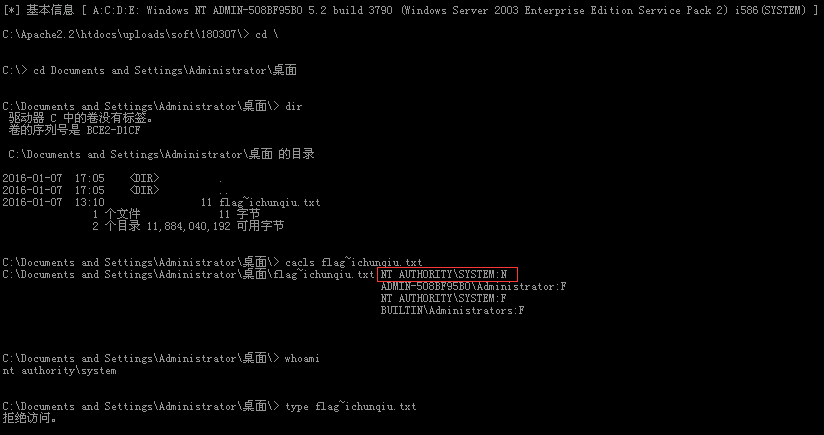 [*] 基本信息 [ A:C:D:E: Windows NT ADMIN-508BF95B0 5.2 build 3790 (Windows Server 2003 Enterprise Edition Service Pack 2) i586(SYSTEM) ]
C:\Apache2.2\htdocs\uploads\soft\180307\> cd \
C:\> cd Documents and Settings\Administrator\桌面
C:\Documents and Settings\Administrator\桌面\> dir
驱动器 C 中的卷没有标签。
卷的序列号是 BCE2-D1CF
C:\Documents and Settings\Administrator\桌面 的目录
2016-01-07  17:05    <DIR>          .
2016-01-07  17:05    <DIR>          ..
2016-01-07  13:10                11 flag~ichunqiu.txt
1 个文件             11 字节
2 个目录 11,884,040,192 可用字节
C:\Documents and Settings\Administrator\桌面\> cacls flag~ichunqiu.txt
C:\Documents and Settings\Administrator\桌面\flag~ichunqiu.txt NT AUTHORITY\SYSTEM:N
ADMIN-508BF95B0\Administrator:F
NT AUTHORITY\SYSTEM:F
BUILTIN\Administrators:F
C:\Documents and Settings\Administrator\桌面\> whoami
nt authority\system
C:\Documents and Settings\Administrator\桌面\> type flag~ichunqiu.txt
拒绝访问。